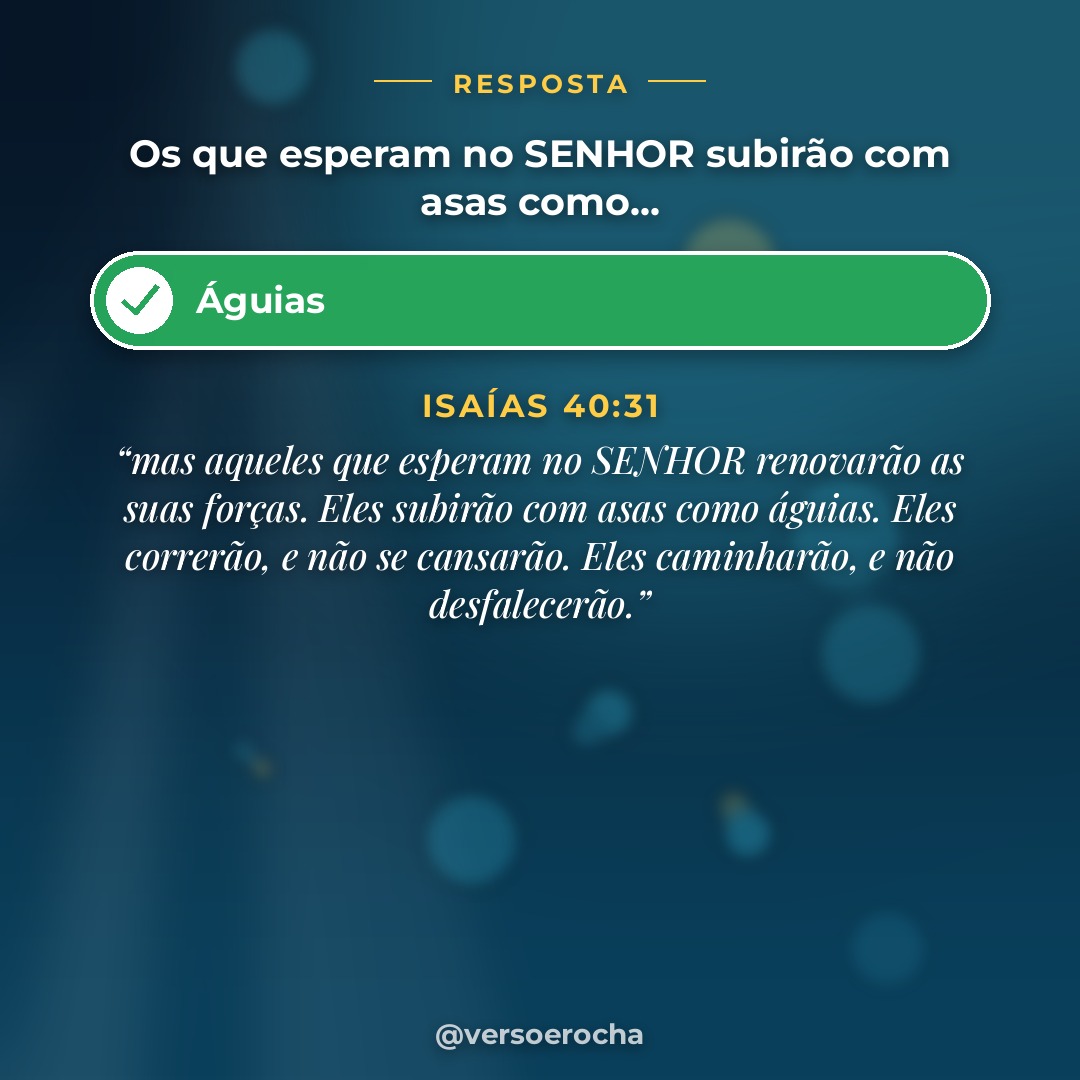 RESPOSTA
Os que esperam no SENHOR subirão com
asas como...
Águias
ISAÍAS 40:31
“mas aqueles que esperam no SENHOR renovarão as
suas forças. Eles subirão com asas como águias. Eles
correrão, e não se cansarão. Eles caminharão, e não
desfalecerão.”
@versoerocha